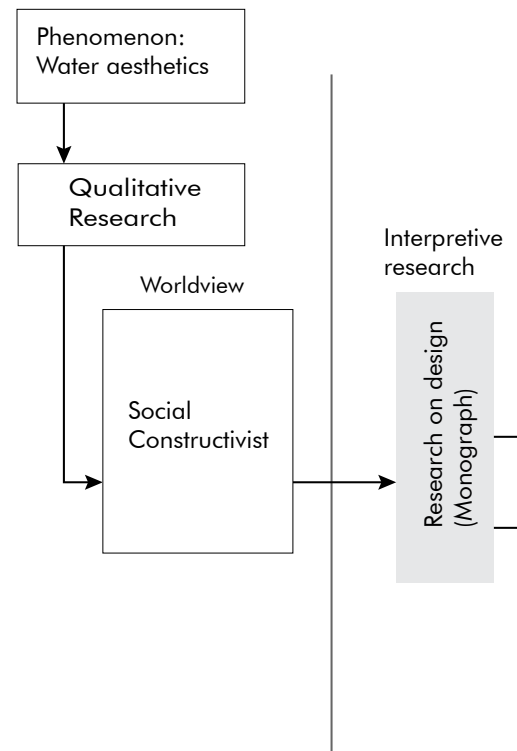 Phenomenon:
Water aesthetics
Qualitative
Research
Worldview
Social
Constructivist
Interpretive
research
Research on design
(Monograph)